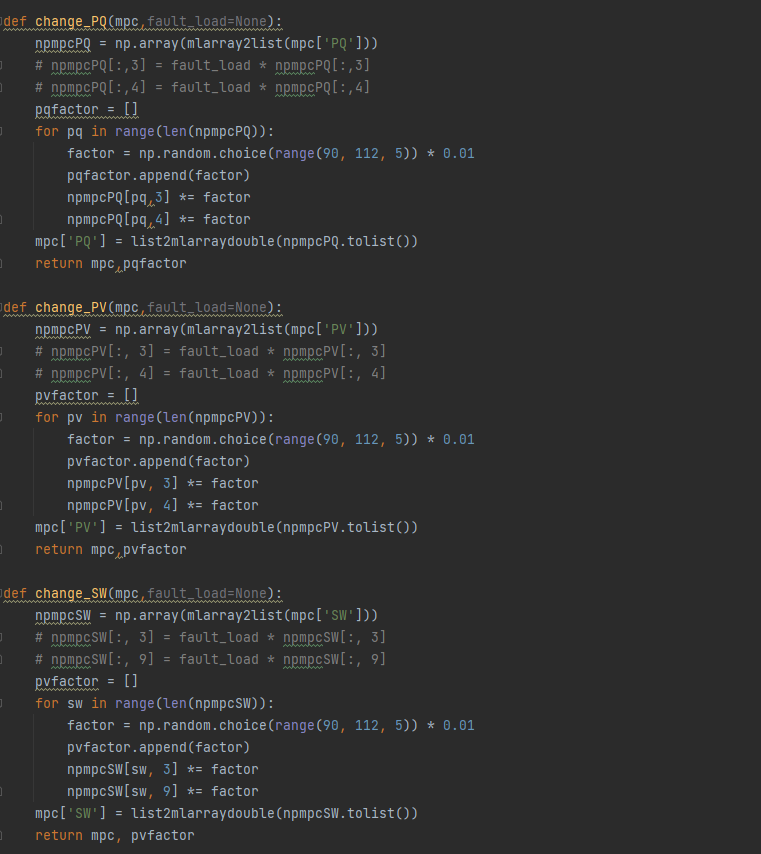 def change_PQ(mpc,fault_load=None):
    npmpcPQ = np.array(mlarray2list(mpc['PQ']))
    # npmpcPQ[:,3] = fault_load * npmpcPQ[:,3]
    # npmpcPQ[:,4] = fault_load * npmpcPQ[:,4]
    pqfactor = []
    for pq in range(len(npmpcPQ)):
        factor = np.random.choice(range(90, 112, 5)) * 0.01
        pqfactor.append(factor)
        npmpcPQ[pq,3] *= factor
        npmpcPQ[pq,4] *= factor
    mpc['PQ'] = list2mlarraydouble(npmpcPQ.tolist())
    return mpc,pqfactor

def change_PV(mpc,fault_load=None):
    npmpcPV = np.array(mlarray2list(mpc['PV']))
    # npmpcPV[:, 3] = fault_load * npmpcPV[:, 3]
    # npmpcPV[:, 4] = fault_load * npmpcPV[:, 4]
    pvfactor = []
    for pv in range(len(npmpcPV)):
        factor = np.random.choice(range(90, 112, 5)) * 0.01
        pvfactor.append(factor)
        npmpcPV[pv, 3] *= factor
        npmpcPV[pv, 4] *= factor
    mpc['PV'] = list2mlarraydouble(npmpcPV.tolist())
    return mpc,pvfactor

def change_SW(mpc,fault_load=None):
    npmpcSW = np.array(mlarray2list(mpc['SW']))
    # npmpcSW[:, 3] = fault_load * npmpcSW[:, 3]
    # npmpcSW[:, 9] = fault_load * npmpcSW[:, 9]
    pvfactor = []
    for sw in range(len(npmpcSW)):
        factor = np.random.choice(range(90, 112, 5)) * 0.01
        pvfactor.append(factor)
        npmpcSW[sw, 3] *= factor
        npmpcSW[sw, 9] *= factor
    mpc['SW'] = list2mlarraydouble(npmpcSW.tolist())
    return mpc, pvfactor